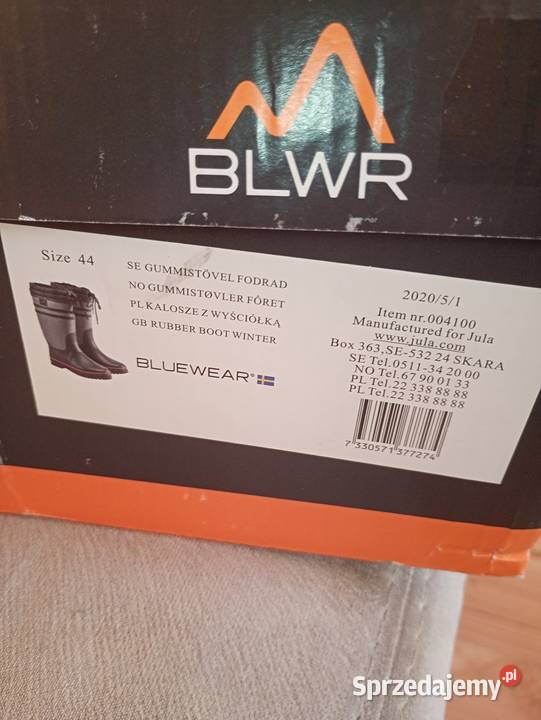 BLWR
Size 44
SE GUMMISTÖVEL FODRAD
NO GUMMISTØVLER FÔRET
PL KALOSZE Z WYŚCIÓŁKĄ
GB RUBBER BOOT WINTER
BLUEWEAR®
2020/5/1
Item nr.004100
Manufactured for Jula
www.jula.com
Box 363,SE-532 24 SKARA
SE Tel.0511-34 20 00
NO Tel.67 90 01 33
PL Tel.22 338 88 88
PL Tel.22 338 88 88
7 330571 377274
Sprzedajemy.pl